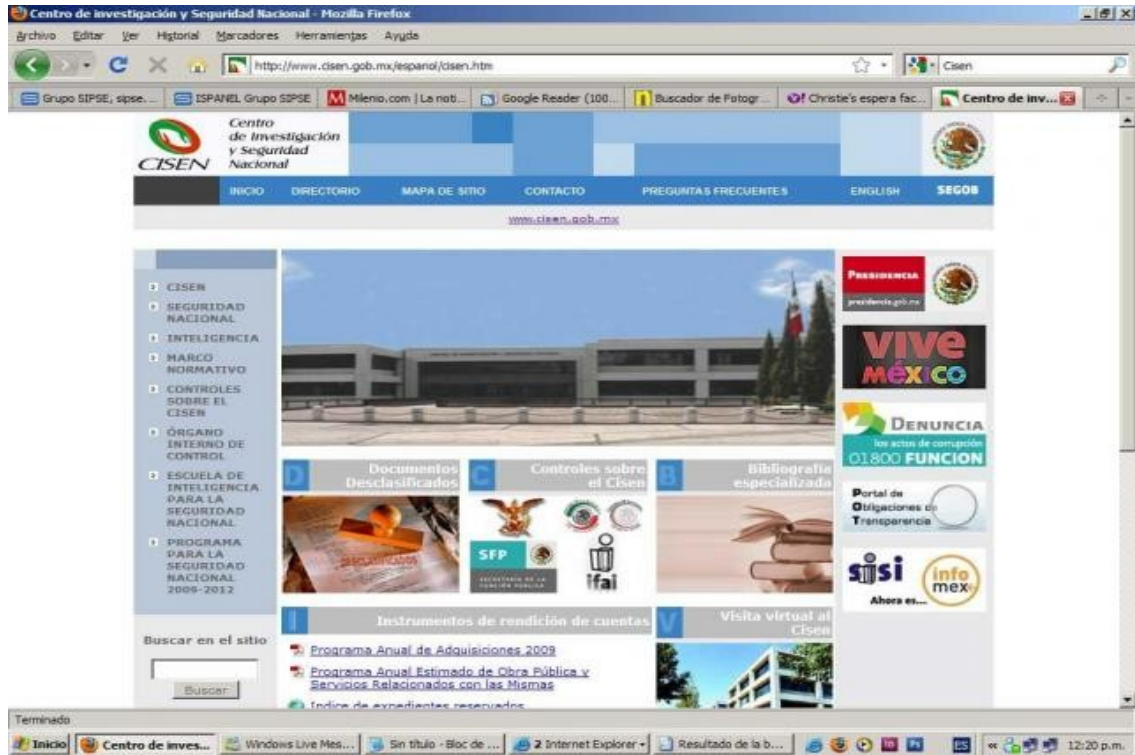 Centro de investigación y Seguridad Nacional - Mozilla Firefox
Archivo Editar Ver Historial Marcadores Herramientas Ayuda
http://www.cisen.gob.mx/espanol/cisen.htm
Cisen
Grupo SIPSE, sipse....
ISPANEL Grupo SIPSE
Milenio.com | La noti...
Google Reader (100...
Buscador de Fotogr...
Christie's espera fac...
Centro de inv...
CISEN
Centro
de Investigación
y Seguridad
Nacional
INICIO DIRECTORIO MAPA DE SITIO CONTACTO PREGUNTAS FRECUENTES ENGLISH SEGOB
www.cisen.gob.mx
CISEN
SEGURIDAD
NACIONAL
INTELIGENCIA
MARCO
NORMATIVO
CONTROLES
SOBRE EL
CISEN
ÓRGANO
INTERNO DE
CONTROL
ESCUELA DE
INTELIGENCIA
PARA LA
SEGURIDAD
NACIONAL
PROGRAMA
PARA LA
SEGURIDAD
NACIONAL
2009-2012
Buscar en el sitio
Buscar
D
Documentos
Desclasificados
DESCLASIFICADOS
C
Controles sobre
el Cisen
SFP
SECRETARÍA DE LA
FUNCIÓN PÚBLICA
ifai
B
Bibliografía
especializada
I
Instrumentos de rendición de cuentas
Programa Anual de Adquisiciones 2009
Programa Anual Estimado de Obra Pública y
Servicios Relacionados con las Mismas
Indice de expedientes reservados
V
Visita virtual al
Cisen
PRESIDENCIA
presidencia.gob.mx
vive
méxico
DENUNCIA
los actos de corrupción
01800 FUNCION
Portal de
Obligaciones de
Transparencia
sisi
Ahora es...
info
mex
Terminado
Inicio
Centro de inves...
Windows Live Mes...
Sin título - Bloc de ...
2 Internet Explorer
Resultado de la b...
ES
12:20 p.m.